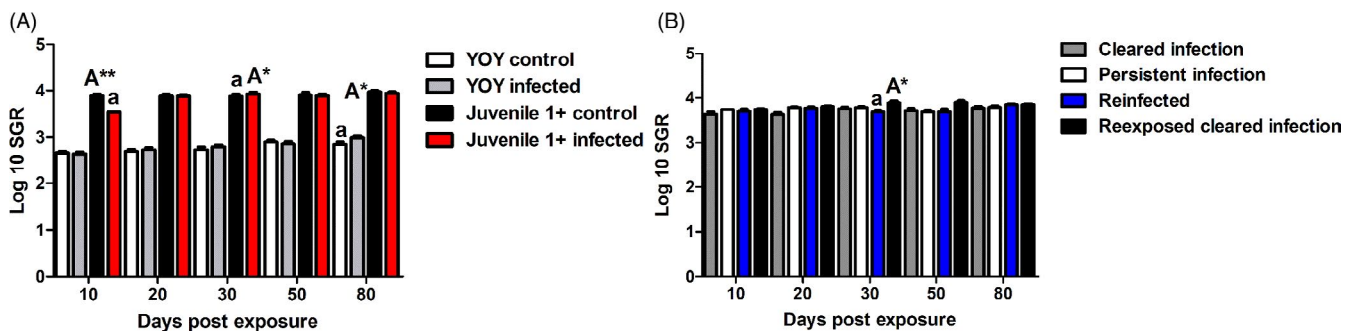 (A)
Log 10 SGR
5
4
3
2
1
0
A**
a
a
A*
A*
a
10
20
30
50
80
Days post exposure
YOY control
YOY infected
Juvenile 1+ control
Juvenile 1+ infected
(B)
Log 10 SGR
5
4
3
2
1
0
a
A*
10
20
30
50
80
Days post exposure
Cleared infection
Persistent infection
Reinfected
Reexposed cleared infection